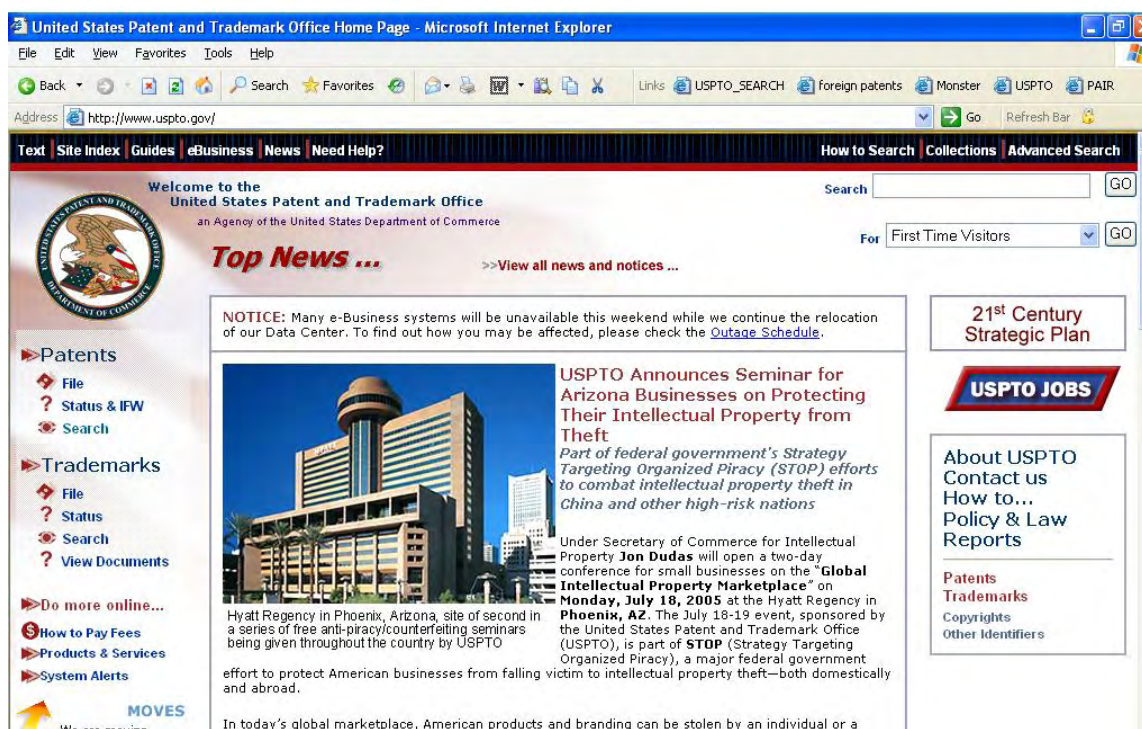 United States Patent and Trademark Office Home Page - Microsoft Internet Explorer
File Edit View Favorites Tools Help
Back Search Favorites Links USPTO_SEARCH foreign patents Monster USPTO PAIR
Address http://www.uspto.gov/ Go Refresh Bar
Text Site Index Guides eBusiness News Need Help? How to Search Collections Advanced Search
Welcome to the
United States Patent and Trademark Office
an Agency of the United States Department of Commerce
Search GO
For First Time Visitors GO
Top News ... >>View all news and notices ...
UNITED STATES PATENT AND TRADEMARK OFFICE
DEPARTMENT OF COMMERCE
Patents
File
? Status & IFW
Search
Trademarks
File
? Status
Search
? View Documents
Do more online...
$ How to Pay Fees
Products & Services
System Alerts
MOVES
We are moving
NOTICE: Many e-Business systems will be unavailable this weekend while we continue the relocation
of our Data Center. To find out how you may be affected, please check the Outage Schedule.
HYATT
Hyatt Regency in Phoenix, Arizona, site of second in
a series of free anti-piracy/counterfeiting seminars
being given throughout the country by USPTO
USPTO Announces Seminar for
Arizona Businesses on Protecting
Their Intellectual Property from
Theft
Part of federal government's Strategy
Targeting Organized Piracy (STOP) efforts
to combat intellectual property theft in
China and other high-risk nations
Under Secretary of Commerce for Intellectual
Property Jon Dudas will open a two-day
conference for small businesses on the "Global
Intellectual Property Marketplace" on
Monday, July 18, 2005 at the Hyatt Regency in
Phoenix, AZ. The July 18-19 event, sponsored by
the United States Patent and Trademark Office
(USPTO), is part of STOP (Strategy Targeting
Organized Piracy), a major federal government
effort to protect American businesses from falling victim to intellectual property theft—both domestically
and abroad.
In today's global marketplace, American products and branding can be stolen by an individual or a
21st Century
Strategic Plan
USPTO JOBS
About USPTO
Contact us
How to...
Policy & Law
Reports
Patents
Trademarks
Copyrights
Other Identifiers